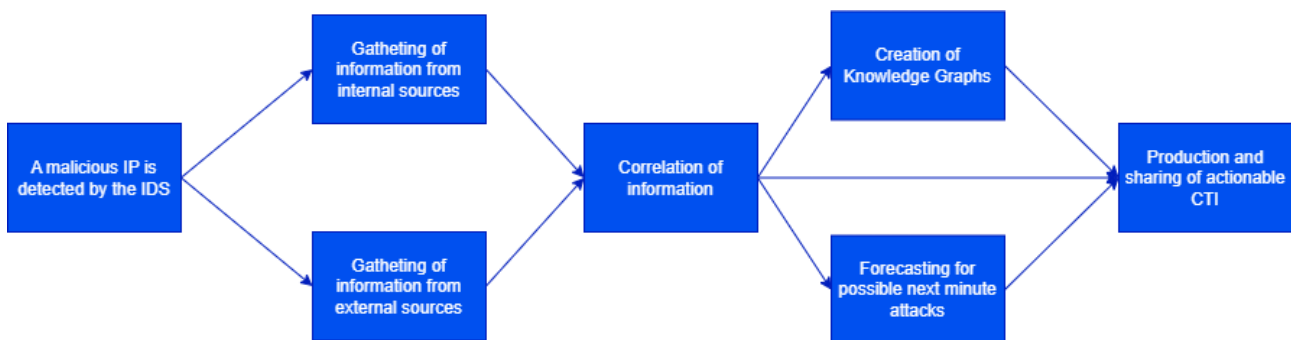 A malicious IP is
detected by the IDS
Gatheting of
information from
internal sources
Gatheting of
information from
external sources
Correlation of
information
Creation of
Knowledge Graphs
Forecasting for
possible next minute
attacks
Production and
sharing of actionable
CTI